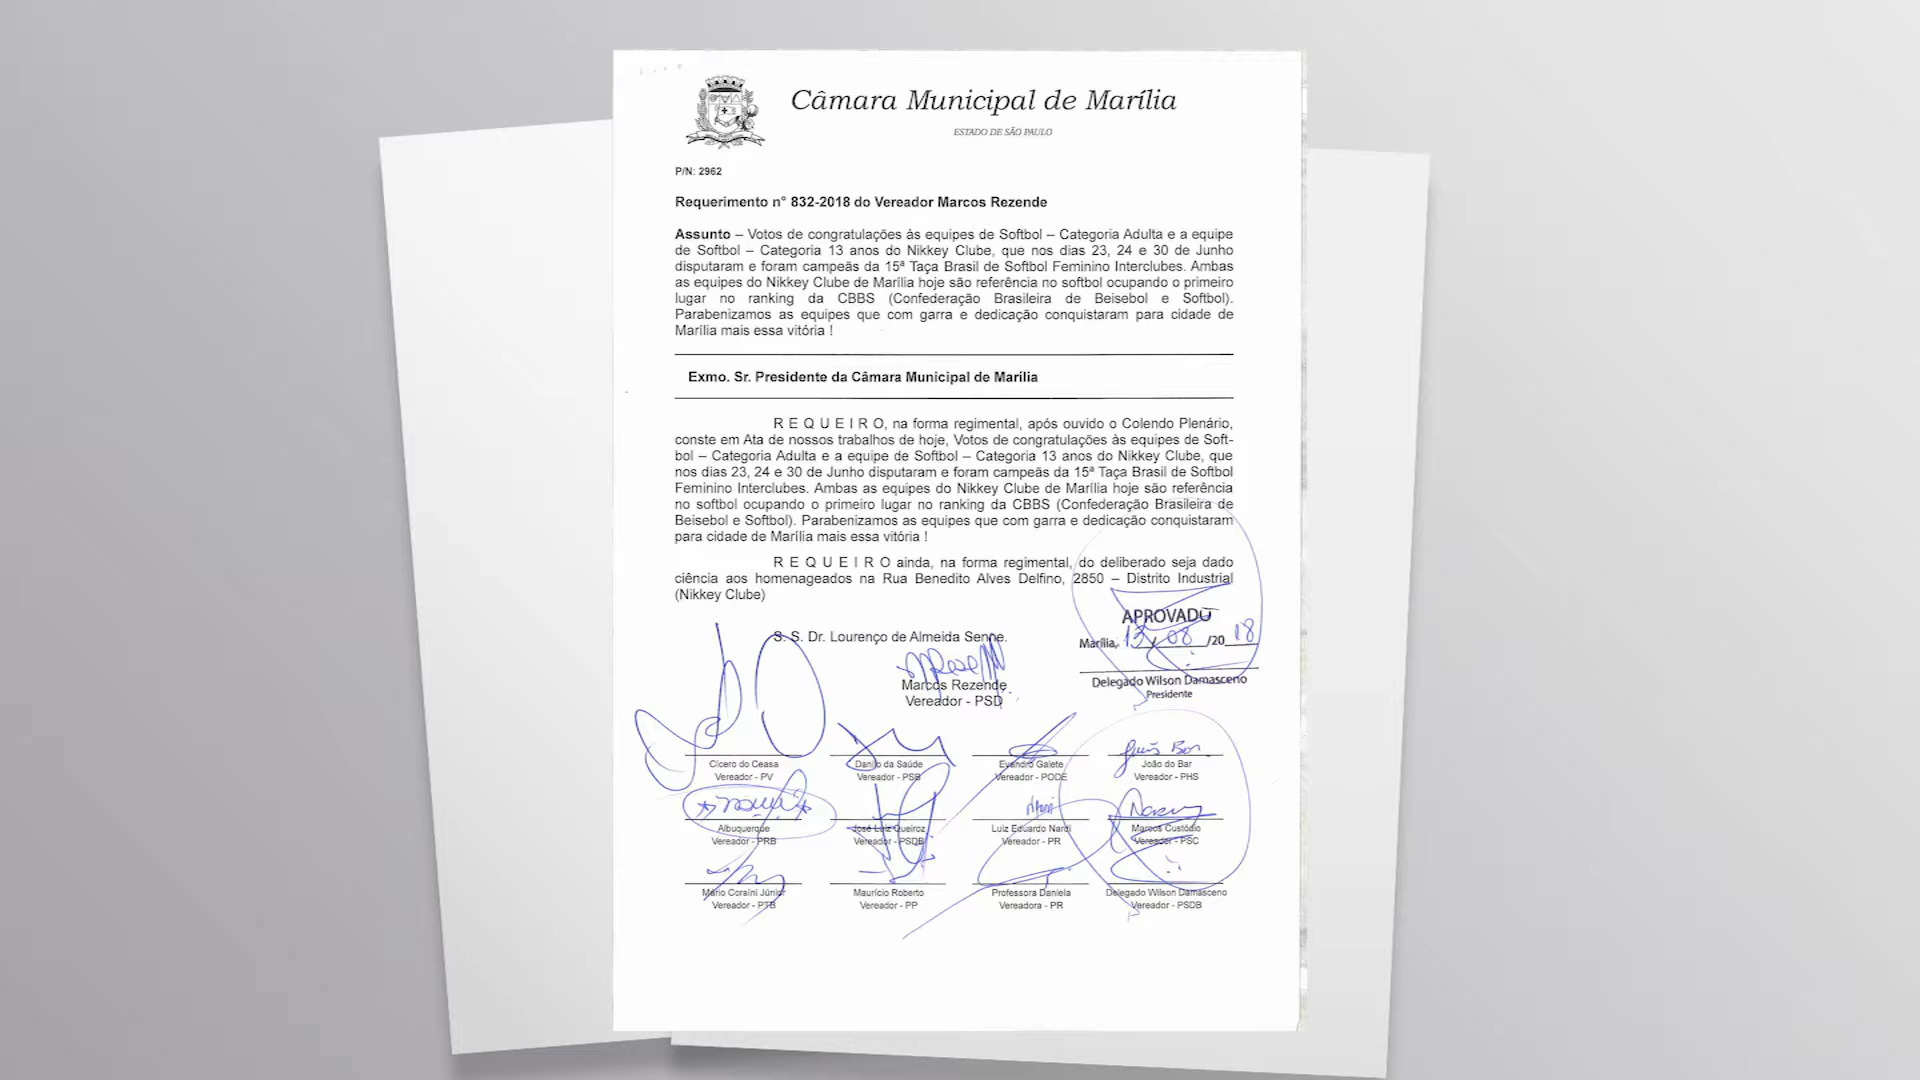 Câmara Municipal de Marília
ESTADO DE SÃO PAULO
P/N: 2962
Requerimento n° 832-2018 do Vereador Marcos Rezende
Assunto – Votos de congratulações às equipes de Softbol – Categoria Adulta e a equipe
de Softbol – Categoria 13 anos do Nikkey Clube, que nos dias 23, 24 e 30 de Junho
disputaram e foram campeãs da 15ª Taça Brasil de Softbol Feminino Interclubes. Ambas
as equipes do Nikkey Clube de Marília hoje são referência no softbol ocupando o primeiro
lugar no ranking da CBBS (Confederação Brasileira de Beisebol e Softbol).
Parabenizamos as equipes que com garra e dedicação conquistaram para cidade de
Marília mais essa vitória !
Exmo. Sr. Presidente da Câmara Municipal de Marília
R E Q U E I R O, na forma regimental, após ouvido o Colendo Plenário,
conste em Ata de nossos trabalhos de hoje, Votos de congratulações às equipes de Soft-
bol – Categoria Adulta e a equipe de Softbol – Categoria 13 anos do Nikkey Clube, que
nos dias 23, 24 e 30 de Junho disputaram e foram campeãs da 15ª Taça Brasil de Softbol
Feminino Interclubes. Ambas as equipes do Nikkey Clube de Marília hoje são referência
no softbol ocupando o primeiro lugar no ranking da CBBS (Confederação Brasileira de
Beisebol e Softbol). Parabenizamos as equipes que com garra e dedicação conquistaram
para cidade de Marília mais essa vitória !
R E Q U E I R O ainda, na forma regimental, do deliberado seja dado
ciência aos homenageados na Rua Benedito Alves Delfino, 2850 – Distrito Industrial
(Nikkey Clube)
APROVADO
S. S. Dr. Lourenço de Almeida Senne.
Marília, 13/08/2018
Marcos Rezende
Vereador - PSD
Delegado Wilson Damasceno
Presidente
Cícero do Ceasa
Vereador - PV
Danilo da Saúde
Vereador - PSB
Evandro Galete
Vereador - PODE
João do Bar
Vereador - PHS
Albuquerque
Vereador - PRB
José Luiz Queiroz
Vereador - PSDB
Luiz Eduardo Nardi
Vereador - PR
Marcos Custódio
Vereador - PSC
Mário Coraíni Júnior
Vereador - PTB
Maurício Roberto
Vereador - PP
Professora Daniela
Vereadora - PR
Delegado Wilson Damasceno
Vereador - PSDB